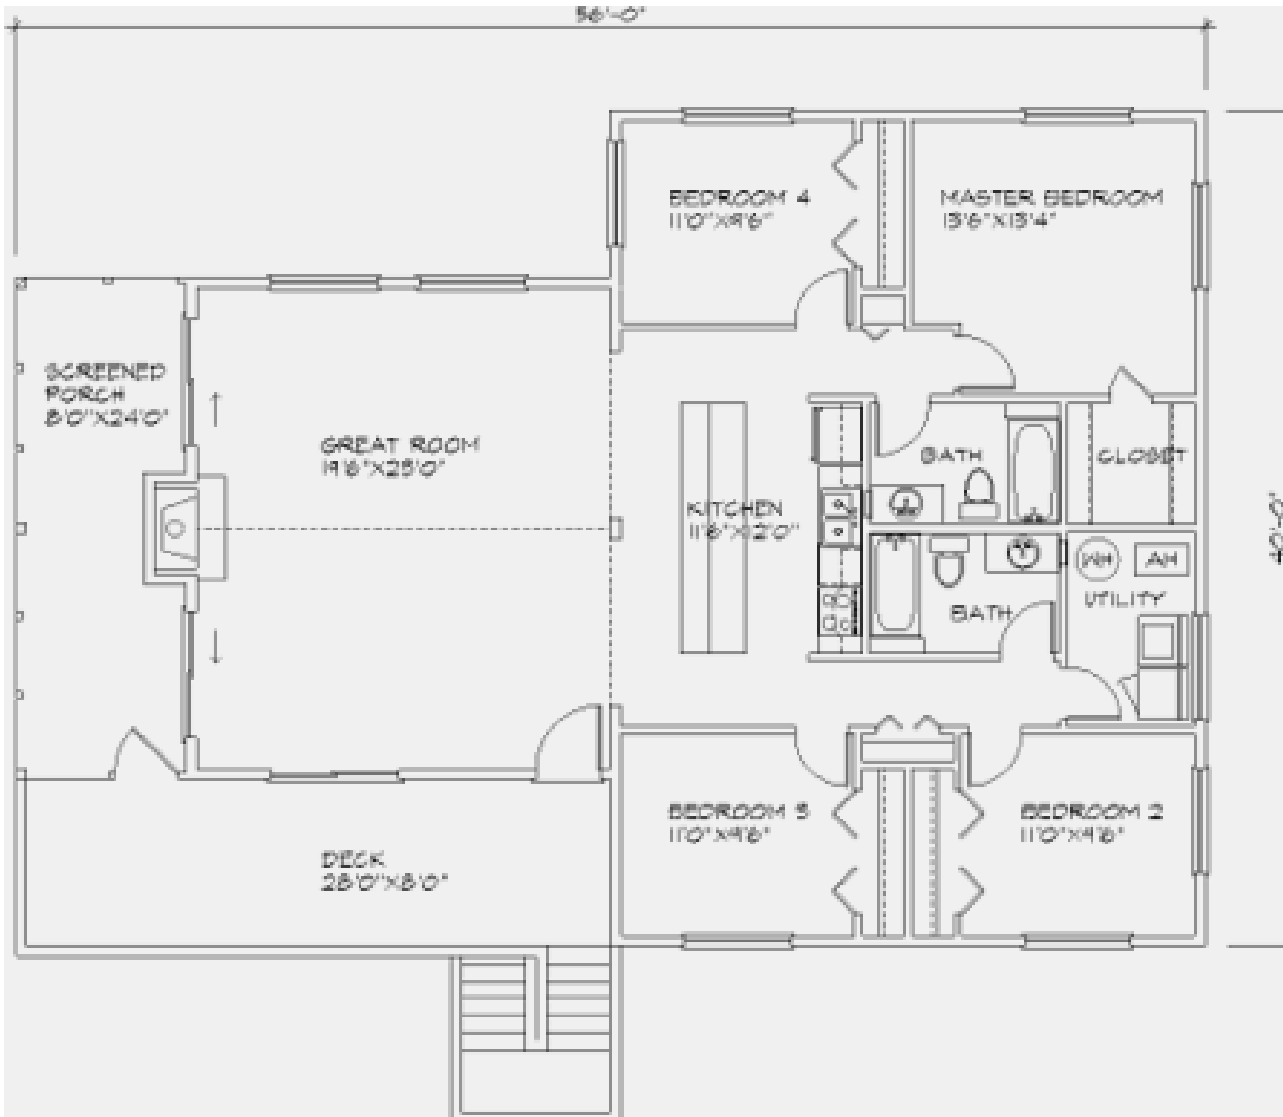 56'-0"
BEDROOM 4
11'0"X9'6"
MASTER BEDROOM
13'6"X13'4"
SCREENED
PORCH
8'0"X24'0"
GREAT ROOM
19'6"X23'0"
KITCHEN
11'6"X12'0"
BATH
CLOSET
40'-0"
WH
AH
UTILITY
BATH
BEDROOM 3
11'0"X9'6"
BEDROOM 2
11'0"X9'6"
DECK
28'0"X8'0"